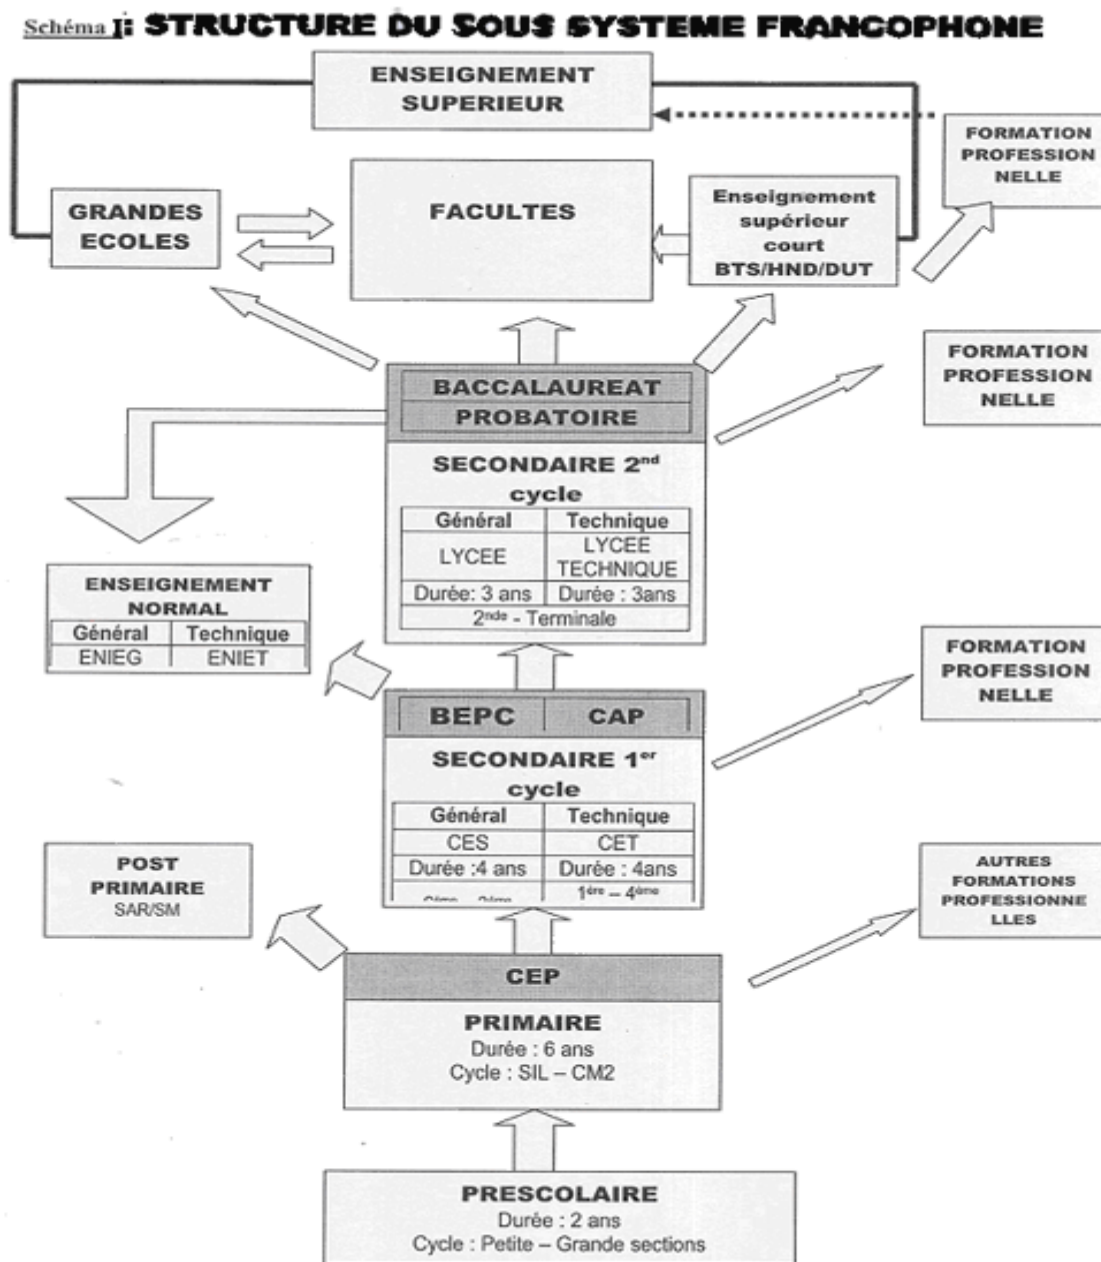 Schéma I: STRUCTURE DU SOUS SYSTEME FRANCOPHONE
ENSEIGNEMENT
SUPERIEUR
FORMATION
PROFESSION
NELLE
GRANDES
ECOLES
FACULTES
Enseignement
supérieur
court
BTS/HND/DUT
FORMATION
PROFESSION
NELLE
BACCALAUREAT
PROBATOIRE
SECONDAIRE 2nd
cycle
Général Technique
LYCEE LYCEE
TECHNIQUE
Durée: 3 ans Durée : 3ans
2nde - Terminale
ENSEIGNEMENT
NORMAL
Général Technique
ENIEG ENIET
FORMATION
PROFESSION
NELLE
BEPC CAP
SECONDAIRE 1er
cycle
Général Technique
CES CET
Durée :4 ans Durée : 4ans
1ère – 4ème
POST
PRIMAIRE
SAR/SM
AUTRES
FORMATIONS
PROFESSIONNE
LLES
CEP
PRIMAIRE
Durée : 6 ans
Cycle : SIL – CM2
PRESCOLAIRE
Durée : 2 ans
Cycle : Petite – Grande sections